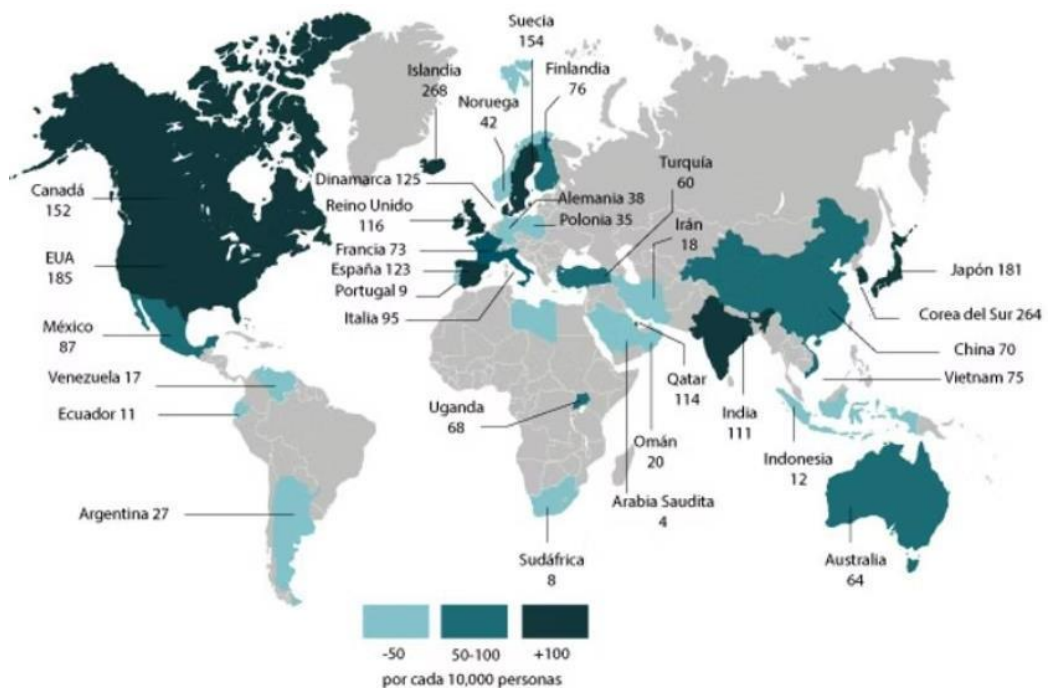 Suecia
154
Islandia
268
Finlandia
76
Noruega
42
Turquía
60
Dinamarca 125
Alemania 38
Canadá
152
Reino Unido
116
Polonia 35
Irán
18
Francia 73
EUA
185
España 123
Japón 181
Portugal 9
Italia 95
Corea del Sur 264
México
87
China 70
Venezuela 17
Qatar
114
Vietnam 75
Ecuador 11
Uganda
68
India
111
Omán
20
Indonesia
12
Arabia Saudita
4
Argentina 27
Sudáfrica
8
Australia
64
-50
50-100
+100
por cada 10,000 personas